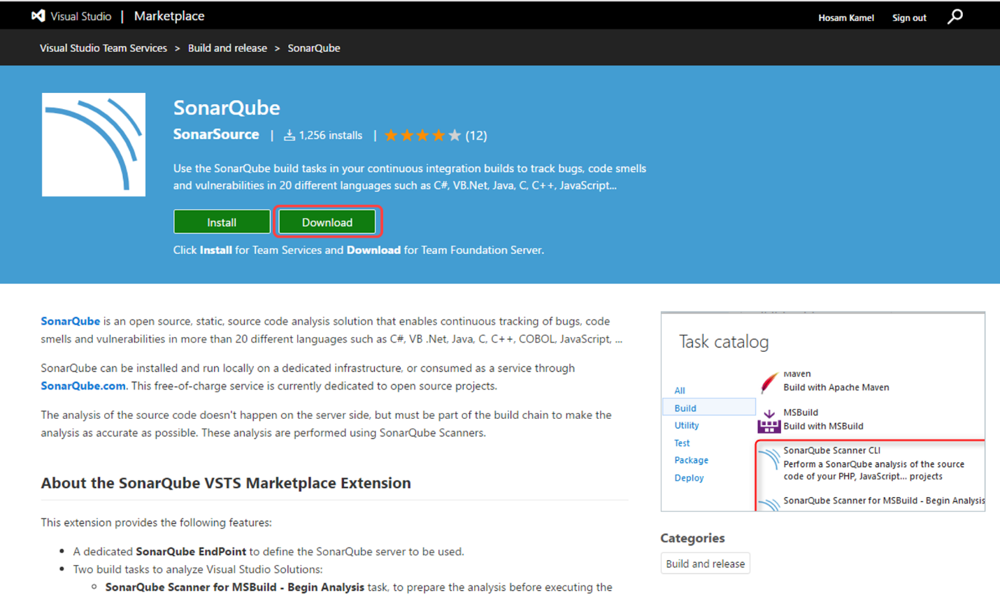 Visual Studio | Marketplace
Hosam Kamel Sign out
Visual Studio Team Services > Build and release > SonarQube
SonarQube
SonarSource | 1,256 installs | (12)
Use the SonarQube build tasks in your continuous integration builds to track bugs, code smells
and vulnerabilities in 20 different languages such as C#, VB.Net, Java, C, C++, JavaScript...
Install Download
Click Install for Team Services and Download for Team Foundation Server.
SonarQube is an open source, static, source code analysis solution that enables continuous tracking of bugs, code
smells and vulnerabilities in more than 20 different languages such as C#, VB .Net, Java, C, C++, COBOL, JavaScript, ...
SonarQube can be installed and run locally on a dedicated infrastructure, or consumed as a service through
SonarQube.com. This free-of-charge service is currently dedicated to open source projects.
The analysis of the source code doesn't happen on the server side, but must be part of the build chain to make the
analysis as accurate as possible. These analysis are performed using SonarQube Scanners.
About the SonarQube VSTS Marketplace Extension
This extension provides the following features:
• A dedicated SonarQube EndPoint to define the SonarQube server to be used.
• Two build tasks to analyze Visual Studio Solutions:
◦ SonarQube Scanner for MSBuild - Begin Analysis task, to prepare the analysis before executing the
Task catalog
All
Build
Utility
Test
Package
Deploy
Maven
Build with Apache Maven
MSBuild
Build with MSBuild
SonarQube Scanner CLI
Perform a SonarQube analysis of the source
code of your PHP, JavaScript... projects
SonarQube Scanner for MSBuild - Begin Analysis
Categories
Build and release